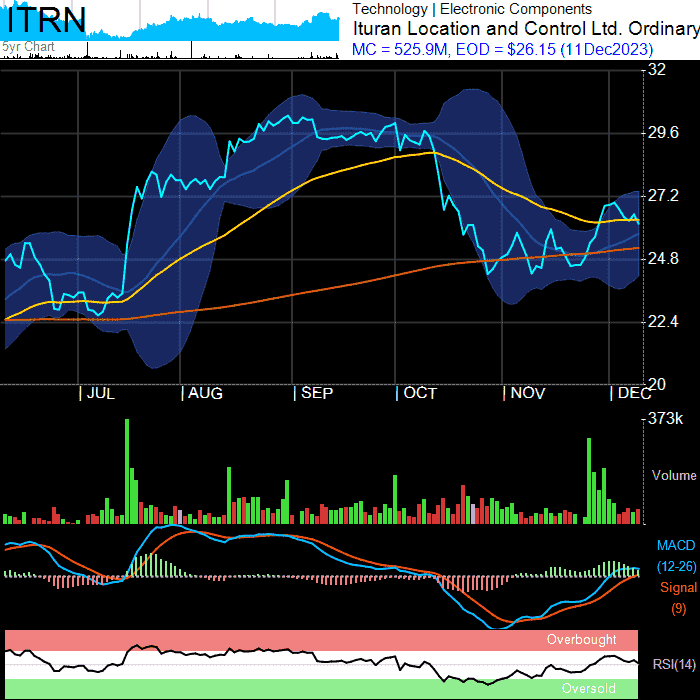 ITRN
5yr Chart
Technology | Electronic Components
Ituran Location and Control Ltd. Ordinary
MC = 525.9M, EOD = $26.15 (11Dec2023)
32
29.6
27.2
24.8
22.4
20
| JUL | AUG | SEP | OCT | NOV | DEC
373k
Volume
MACD
(12-26)
Signal
(9)
Overbought
RSI(14)
Oversold